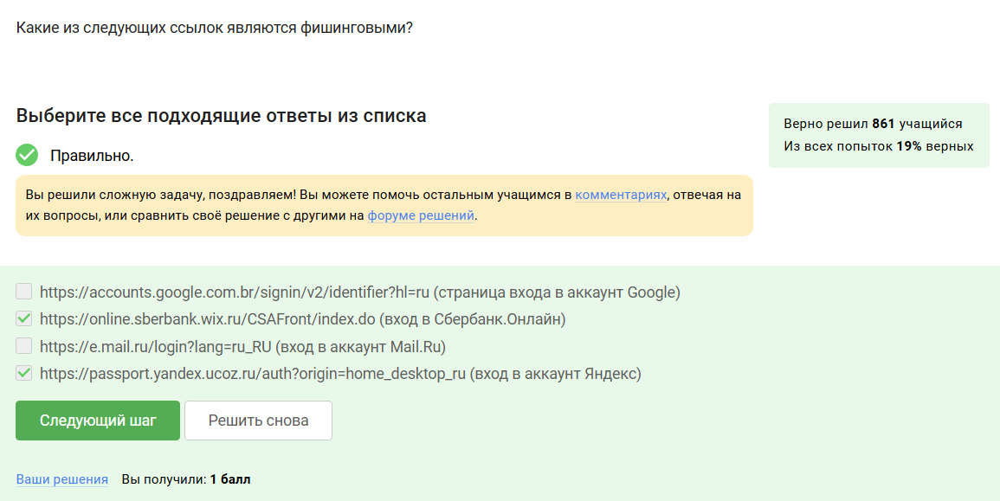 Какие из следующих ссылок являются фишинговыми?
Выберите все подходящие ответы из списка
Верно решил 861 учащийся
Из всех попыток 19% верных
Правильно.
Вы решили сложную задачу, поздравляем! Вы можете помочь остальным учащимся в комментариях, отвечая на
их вопросы, или сравнить своё решение с другими на форуме решений.
https://accounts.google.com.br/signin/v2/identifier?hl=ru (страница входа в аккаунт Google)
https://online.sberbank.wix.ru/CSAFront/index.do (вход в Сбербанк.Онлайн)
https://e.mail.ru/login?lang=ru_RU (вход в аккаунт Mail.Ru)
https://passport.yandex.ucoz.ru/auth?origin=home_desktop_ru (вход в аккаунт Яндекс)
Следующий шаг Решить снова
Ваши решения Вы получили: 1 балл